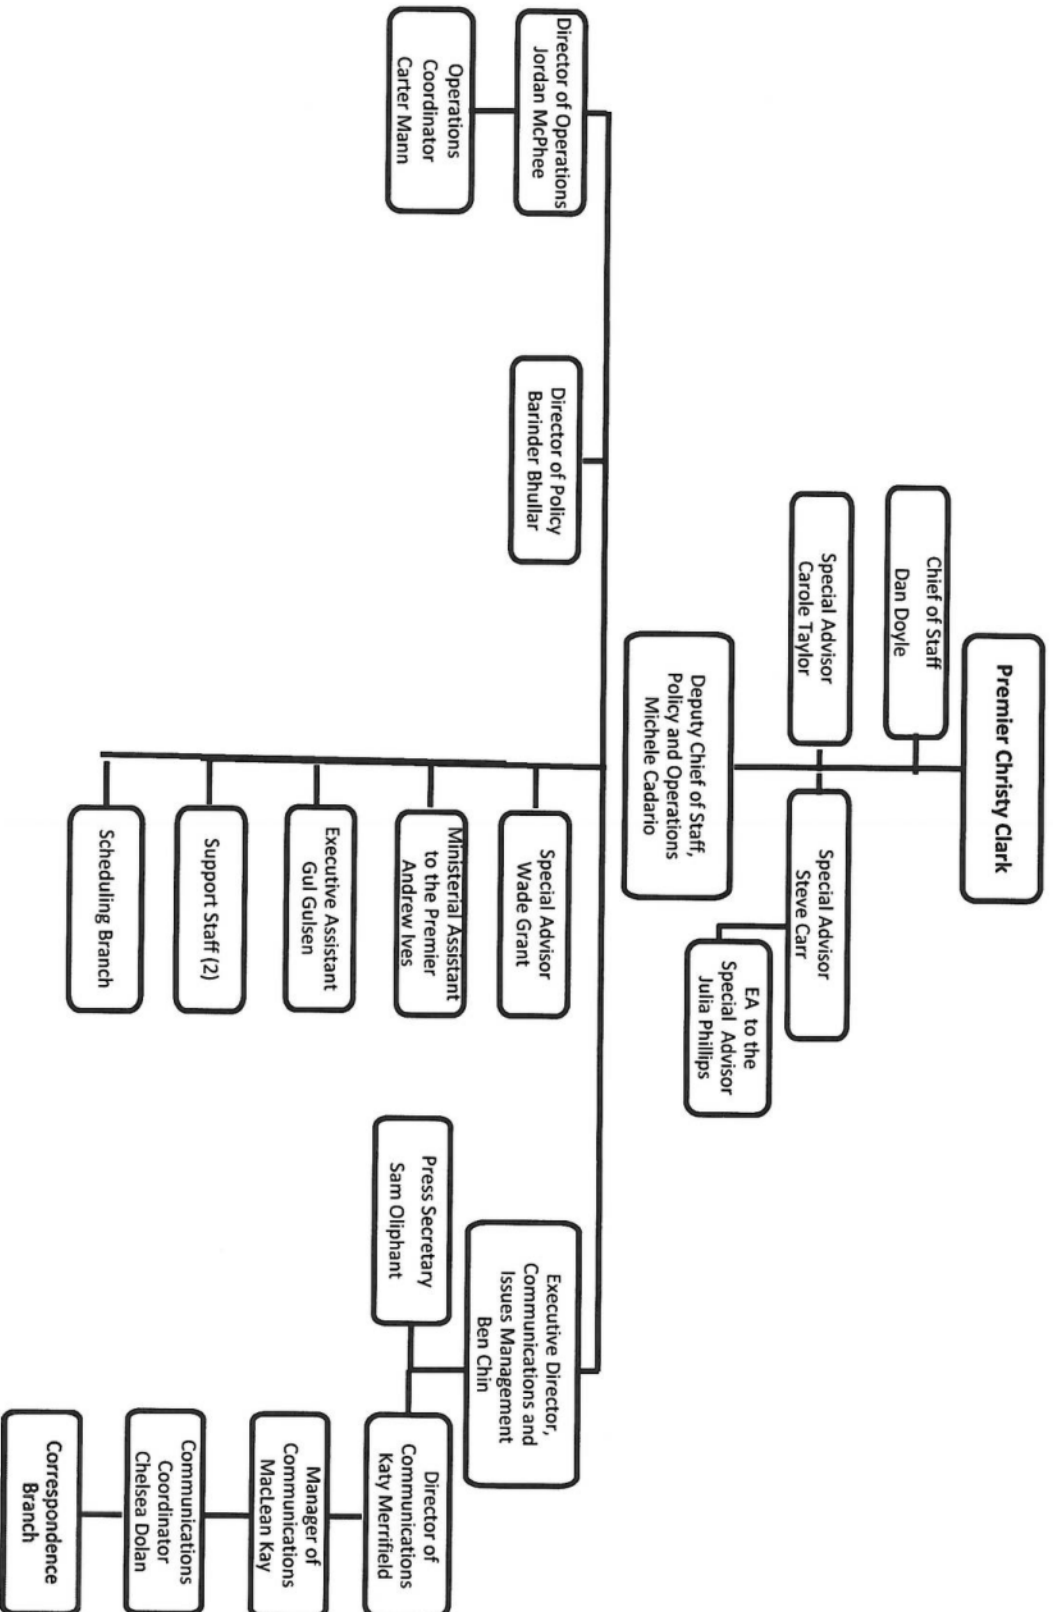 Premier Christy Clark
Chief of Staff
Dan Doyle
Special Advisor
Carole Taylor
Special Advisor
Steve Carr
EA to the
Special Advisor
Julia Phillips
Deputy Chief of Staff,
Policy and Operations
Michele Cadario
Director of Operations
Jordan McPhee
Operations
Coordinator
Carter Mann
Director of Policy
Barinder Bhullar
Special Advisor
Wade Grant
Ministerial Assistant
to the Premier
Andrew Ives
Executive Assistant
Gul Gulsen
Support Staff (2)
Scheduling Branch
Executive Director,
Communications and
Issues Management
Ben Chin
Press Secretary
Sam Oliphant
Director of
Communications
Katy Merrifield
Manager of
Communications
MacLean Kay
Communications
Coordinator
Chelsea Dolan
Correspondence
Branch